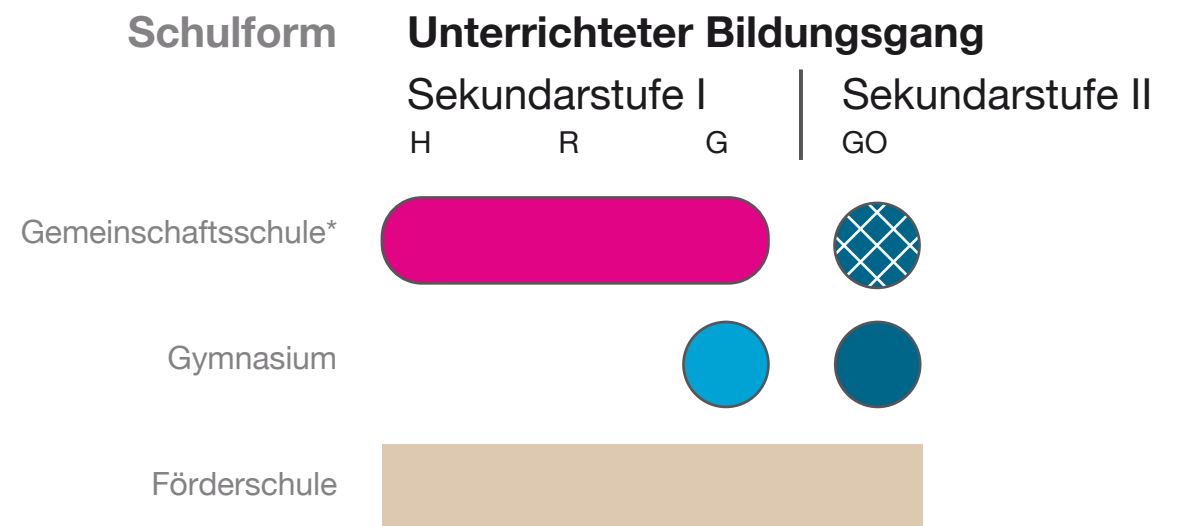 Schulform Unterrichteter Bildungsgang
Sekundarstufe I Sekundarstufe II
H R G GO
Gemeinschaftsschule*
Gymnasium
Förderschule